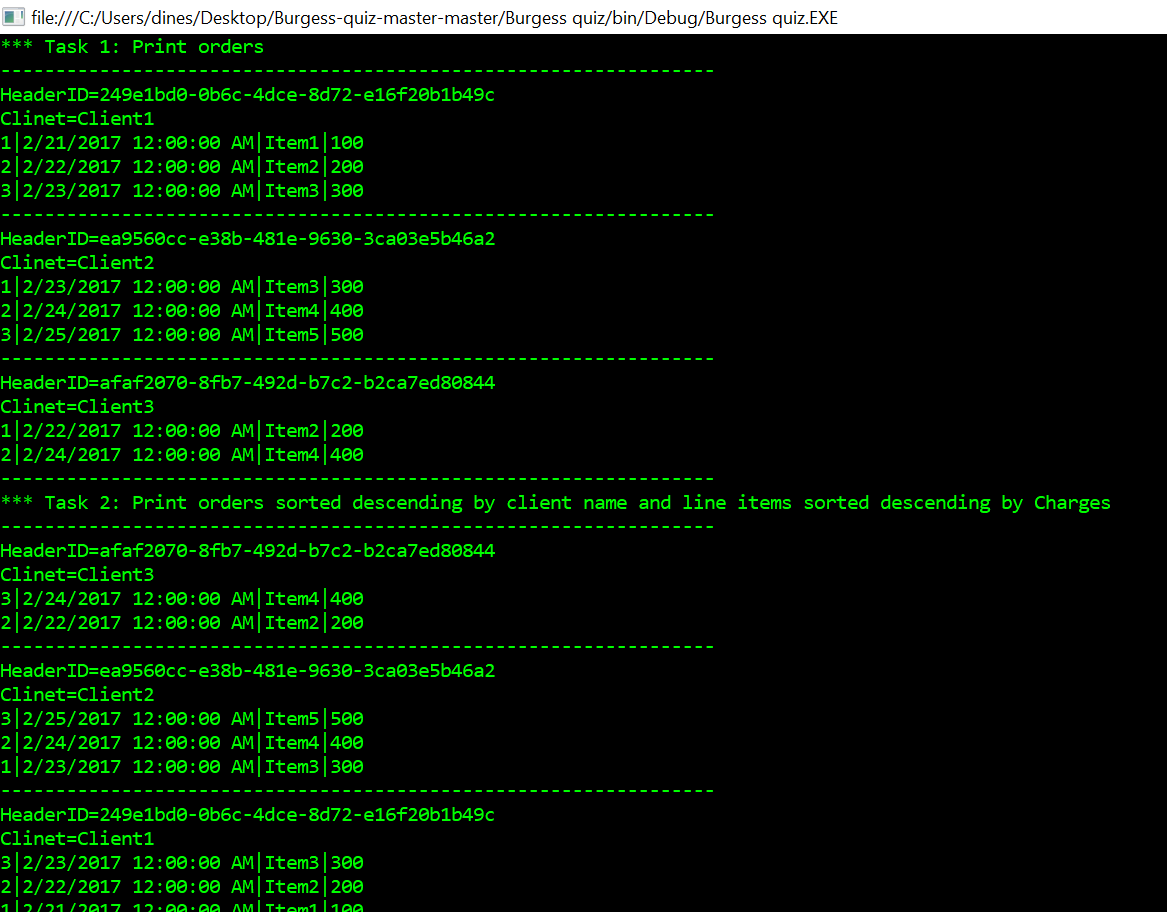 file:///C:/Users/dines/Desktop/Burgess-quiz-master-master/Burgess quiz/bin/Debug/Burgess quiz.EXE
*** Task 1: Print orders
-----------------------------------------------------------------
HeaderID=249e1bd0-0b6c-4dce-8d72-e16f20b1b49c
Clinet=Client1
1|2/21/2017 12:00:00 AM|Item1|100
2|2/22/2017 12:00:00 AM|Item2|200
3|2/23/2017 12:00:00 AM|Item3|300
-----------------------------------------------------------------
HeaderID=ea9560cc-e38b-481e-9630-3ca03e5b46a2
Clinet=Client2
1|2/23/2017 12:00:00 AM|Item3|300
2|2/24/2017 12:00:00 AM|Item4|400
3|2/25/2017 12:00:00 AM|Item5|500
-----------------------------------------------------------------
HeaderID=afaf2070-8fb7-492d-b7c2-b2ca7ed80844
Clinet=Client3
1|2/22/2017 12:00:00 AM|Item2|200
2|2/24/2017 12:00:00 AM|Item4|400
-----------------------------------------------------------------
*** Task 2: Print orders sorted descending by client name and line items sorted descending by Charges
-----------------------------------------------------------------
HeaderID=afaf2070-8fb7-492d-b7c2-b2ca7ed80844
Clinet=Client3
3|2/24/2017 12:00:00 AM|Item4|400
2|2/22/2017 12:00:00 AM|Item2|200
-----------------------------------------------------------------
HeaderID=ea9560cc-e38b-481e-9630-3ca03e5b46a2
Clinet=Client2
3|2/25/2017 12:00:00 AM|Item5|500
2|2/24/2017 12:00:00 AM|Item4|400
1|2/23/2017 12:00:00 AM|Item3|300
-----------------------------------------------------------------
HeaderID=249e1bd0-0b6c-4dce-8d72-e16f20b1b49c
Clinet=Client1
3|2/23/2017 12:00:00 AM|Item3|300
2|2/22/2017 12:00:00 AM|Item2|200
1|2/21/2017 12:00:00 AM|Item1|100